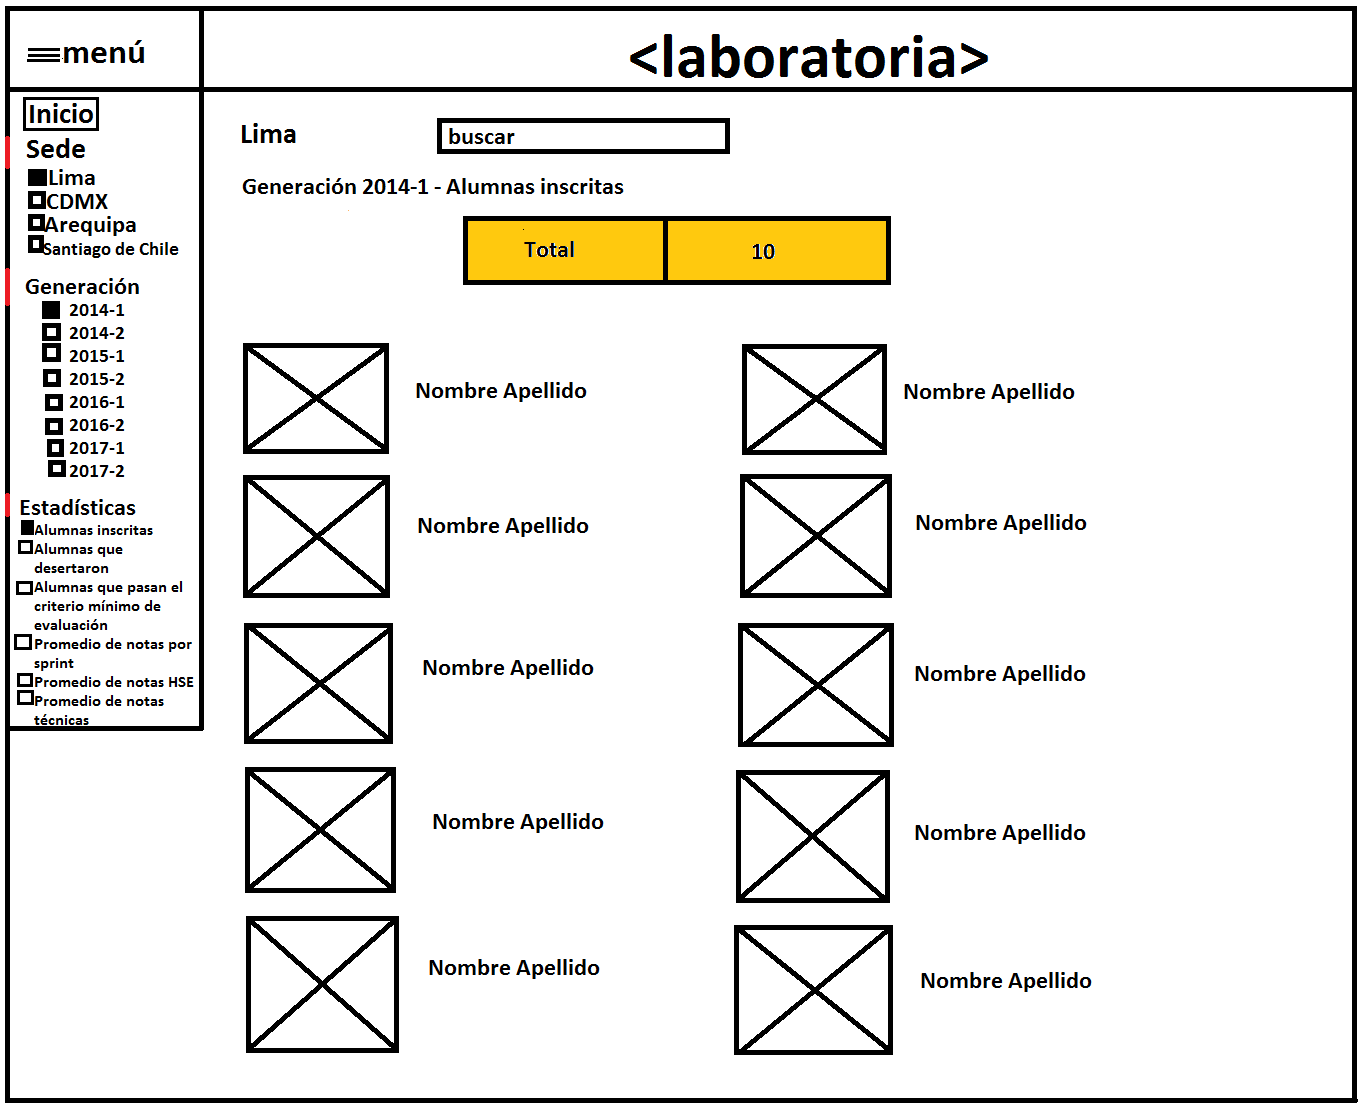 menú
<laboratoria>
Inicio
Sede
Lima
CDMX
Arequipa
Santiago de Chile
Generación
2014-1
2014-2
2015-1
2015-2
2016-1
2016-2
2017-1
2017-2
Estadísticas
Alumnas inscritas
Alumnas que
desertaron
Alumnas que pasan el
criterio mínimo de
evaluación
Promedio de notas por
sprint
Promedio de notas HSE
Promedio de notas
técnicas
Lima
buscar
Generación 2014-1 - Alumnas inscritas
Total
10
Nombre Apellido
Nombre Apellido
Nombre Apellido
Nombre Apellido
Nombre Apellido
Nombre Apellido
Nombre Apellido
Nombre Apellido
Nombre Apellido
Nombre Apellido